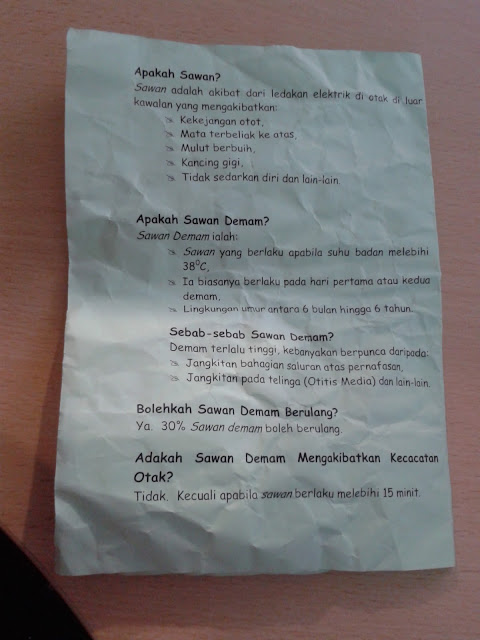 Apakah Sawan?
Sawan adalah akibat dari ledakan elektrik di otak di luar
kawalan yang mengakibatkan:
Kekejangan otot,
Mata terbeliak ke atas,
Mulut berbuih,
Kancing gigi,
Tidak sedarkan diri dan lain-lain.
Apakah Sawan Demam?
Sawan Demam ialah:
Sawan yang berlaku apabila suhu badan melebihi
38⁰C,
Ia biasanya berlaku pada hari pertama atau kedua
demam,
Lingkungan umur antara 6 bulan hingga 6 tahun.
Sebab-sebab Sawan Demam?
Demam terlalu tinggi, kebanyakan berpunca daripada:
Jangkitan bahagian saluran atas pernafasan,
Jangkitan pada telinga (Otitis Media) dan lain-lain.
Bolehkah Sawan Demam Berulang?
Ya. 30% Sawan demam boleh berulang.
Adakah Sawan Demam Mengakibatkan Kecacatan
Otak?
Tidak. Kecuali apabila sawan berlaku melebihi 15 minit.